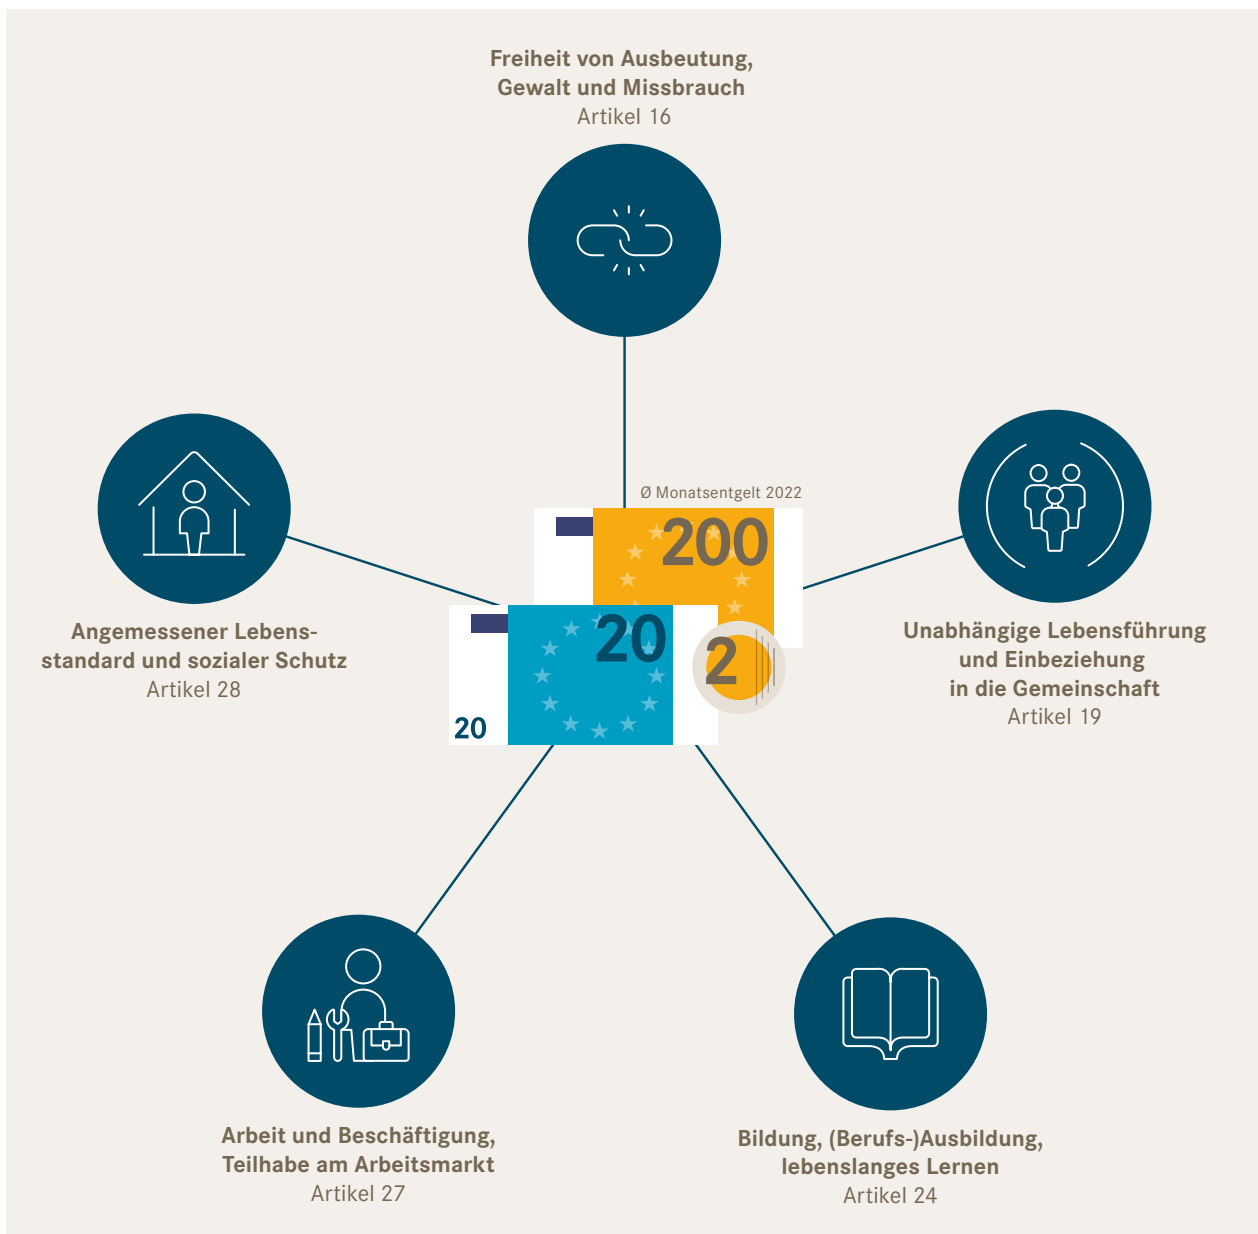 Freiheit von Ausbeutung,
Gewalt und Missbrauch
Artikel 16
Ø Monatsentgelt 2022
200
20
2
20
Angemessener Lebens-
standard und sozialer Schutz
Artikel 28
Unabhängige Lebensführung
und Einbeziehung
in die Gemeinschaft
Artikel 19
Arbeit und Beschäftigung,
Teilhabe am Arbeitsmarkt
Artikel 27
Bildung, (Berufs-)Ausbildung,
lebenslanges Lernen
Artikel 24